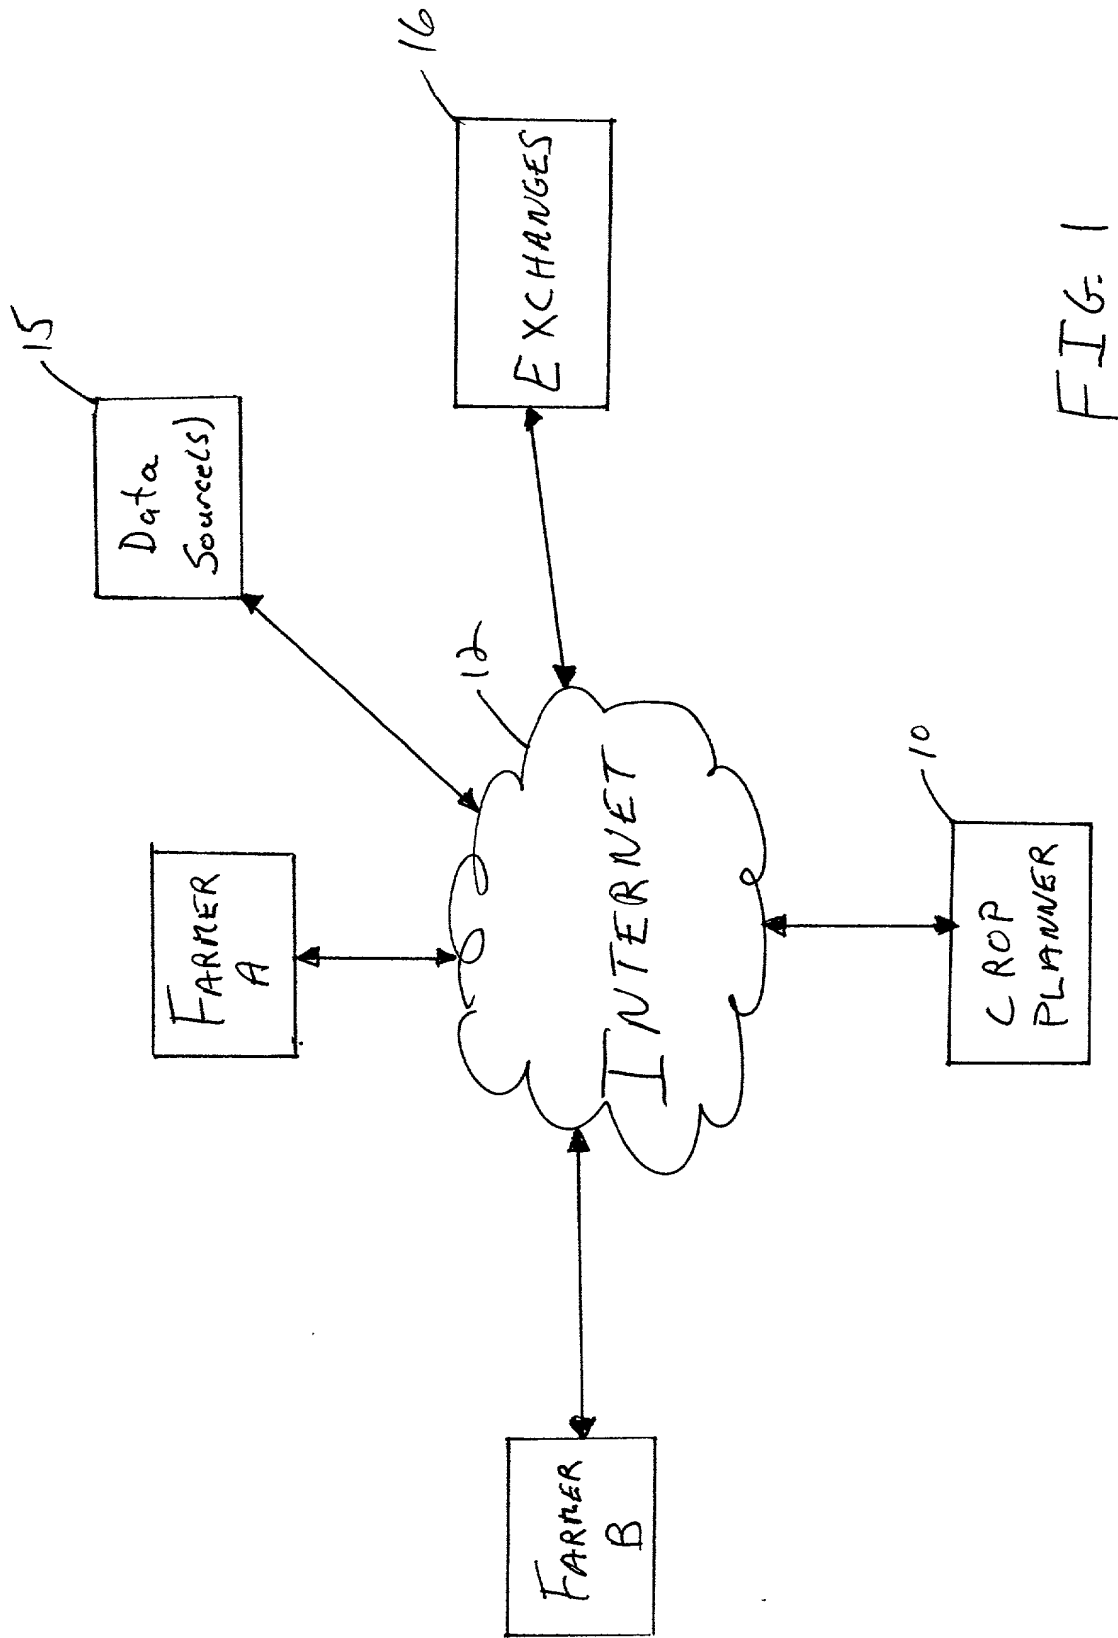 15
Data
Source(s)
16
EXCHANGES
FARMER
A
12
INTERNET
FARMER
B
10
CROP
PLANNER
FIG. 1